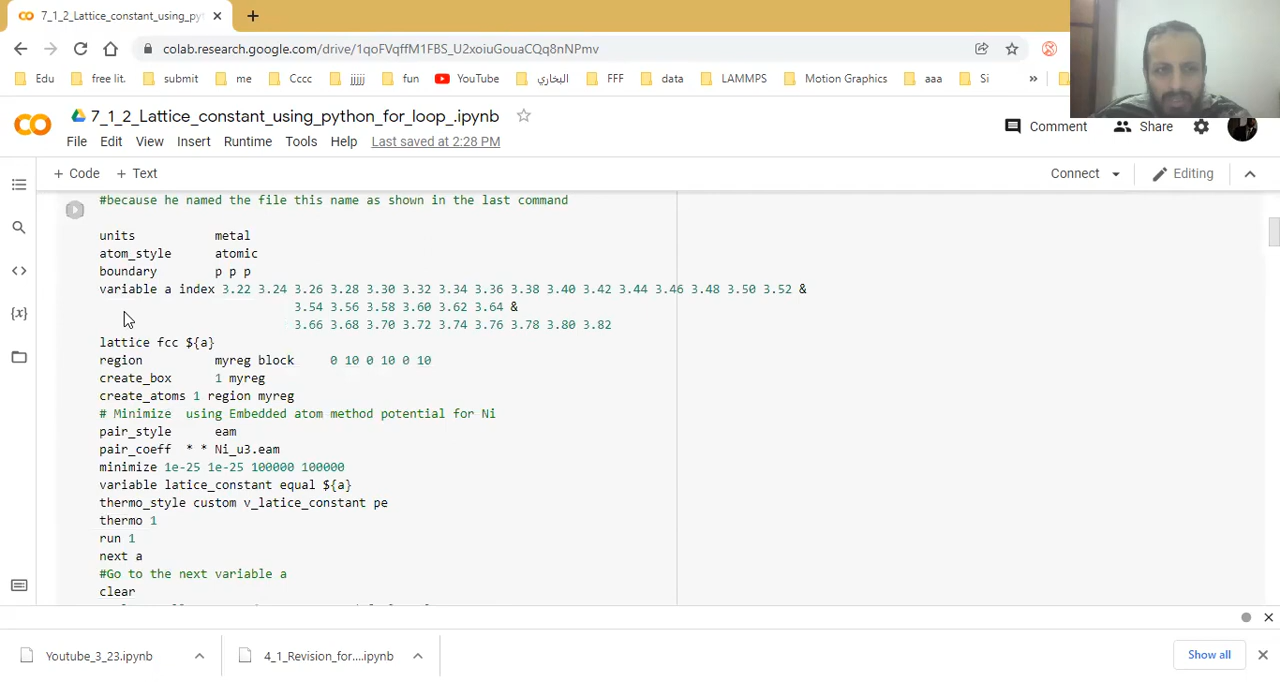 7_1_2_Lattice_constant_using_py
colab.research.google.com/drive/1qoFVqffM1FBS_U2xoiuGouaCQq8nNPmv
Edu free lit. submit me Cccc jjjjj fun YouTube البخاري FFF data LAMMPS Motion Graphics aaa Si »
7_1_2_Lattice_constant_using_python_for_loop_.ipynb
Comment Share
File Edit View Insert Runtime Tools Help Last saved at 2:28 PM
+ Code + Text Connect Editing
#because he named the file this name as shown in the last command
units metal
atom_style atomic
boundary p p p
variable a index 3.22 3.24 3.26 3.28 3.30 3.32 3.34 3.36 3.38 3.40 3.42 3.44 3.46 3.48 3.50 3.52 &
3.54 3.56 3.58 3.60 3.62 3.64 &
3.66 3.68 3.70 3.72 3.74 3.76 3.78 3.80 3.82
lattice fcc ${a}
region myreg block 0 10 0 10 0 10
create_box 1 myreg
create_atoms 1 region myreg
# Minimize using Embedded atom method potential for Ni
pair_style eam
pair_coeff * * Ni_u3.eam
minimize 1e-25 1e-25 100000 100000
variable latice_constant equal ${a}
thermo_style custom v_latice_constant pe
thermo 1
run 1
next a
#Go to the next variable a
clear
Youtube_3_23.ipynb 4_1_Revision_for....ipynb Show all